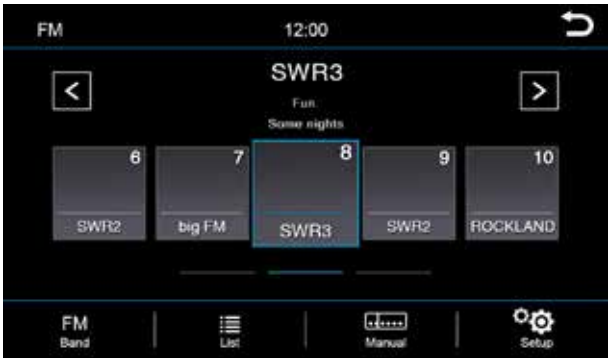 FM 12:00
SWR3
Fun.
Some nights
6 7 8 9 10
SWR2 big FM SWR3 SWR2 ROCKLAND
FM List Manual Setup
Band